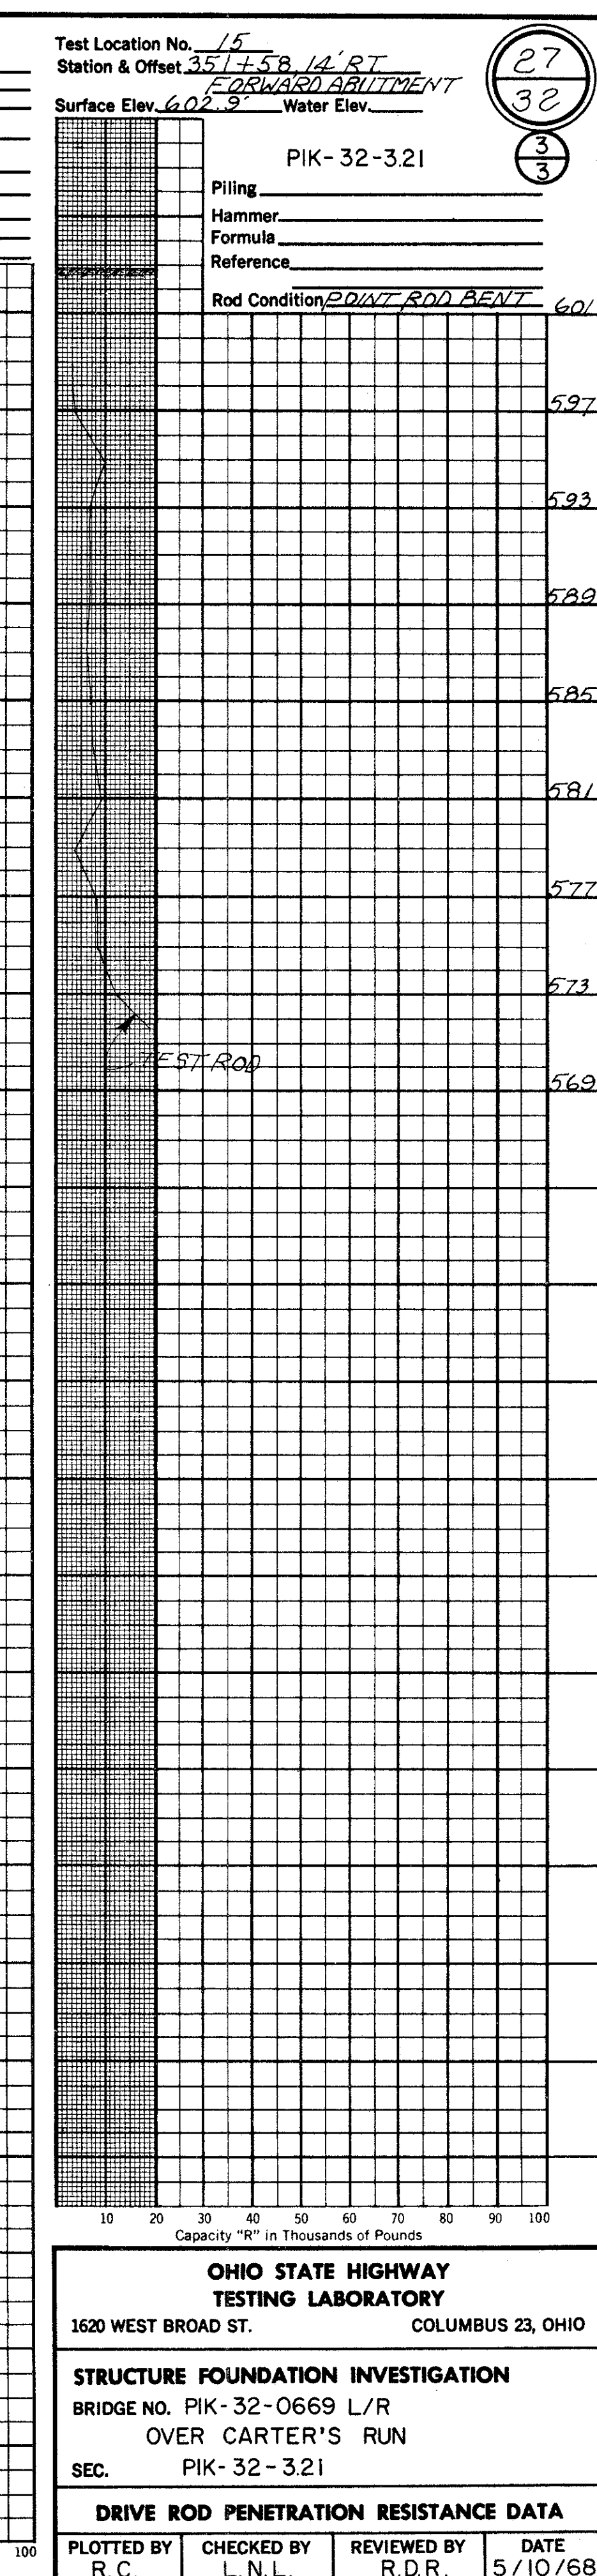 Test Location No. 15
Station & Offset 351+58, 14' RT.
FORWARD ABUTMENT
Surface Elev. 602.9' Water Elev.
27
32
3
3
PIK-32-3.21
Piling
Hammer
Formula
Reference
Rod Condition POINT ROD BENT
601
597
593
589
585
581
577
573
TEST ROD
569
10 20 30 40 50 60 70 80 90 100
Capacity "R" in Thousands of Pounds
OHIO STATE HIGHWAY
TESTING LABORATORY
1620 WEST BROAD ST. COLUMBUS 23, OHIO
STRUCTURE FOUNDATION INVESTIGATION
BRIDGE NO. PIK-32-0669 L/R
OVER CARTER'S RUN
SEC. PIK-32-3.21
DRIVE ROD PENETRATION RESISTANCE DATA
100
PLOTTED BY CHECKED BY REVIEWED BY DATE
R.C. L.N.L. R.D.R. 5/10/68